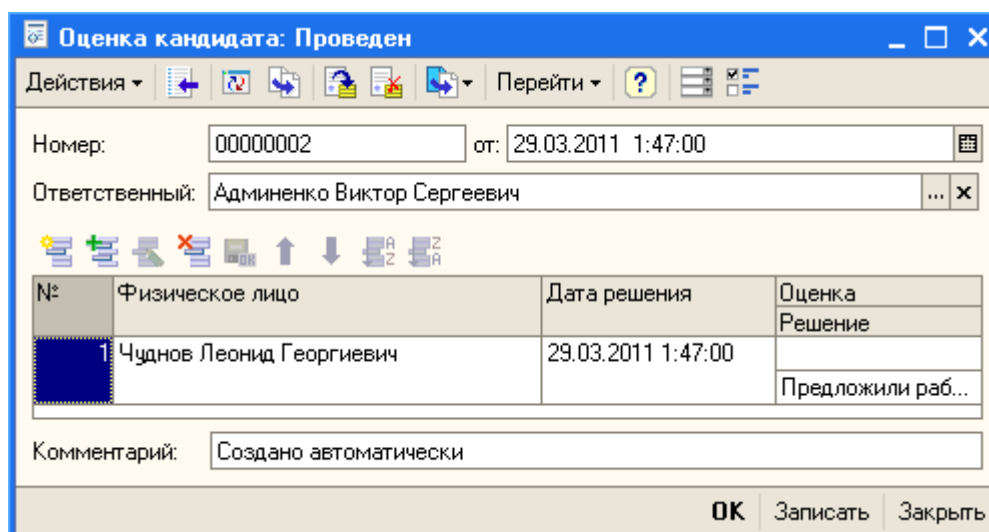 Оценка кандидата: Проведен
Действия Перейти ?
Номер: 00000002 от: 29.03.2011 1:47:00
Ответственный: Админенко Виктор Сергеевич ... x
№ Физическое лицо Дата решения Оценка
Решение
1 Чуднов Леонид Георгиевич 29.03.2011 1:47:00
Предложили раб...
Комментарий: Создано автоматически
OK Записать Закрыть